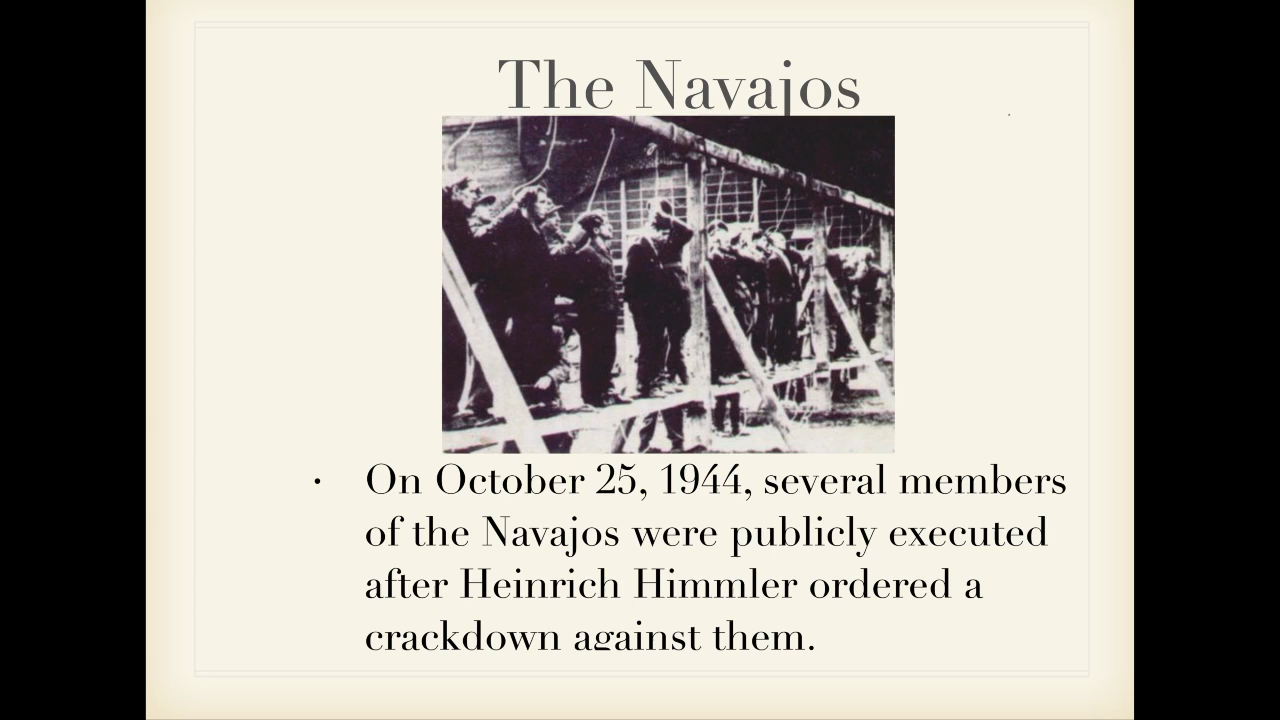 The Navajos
• On October 25, 1944, several members
of the Navajos were publicly executed
after Heinrich Himmler ordered a
crackdown against them.